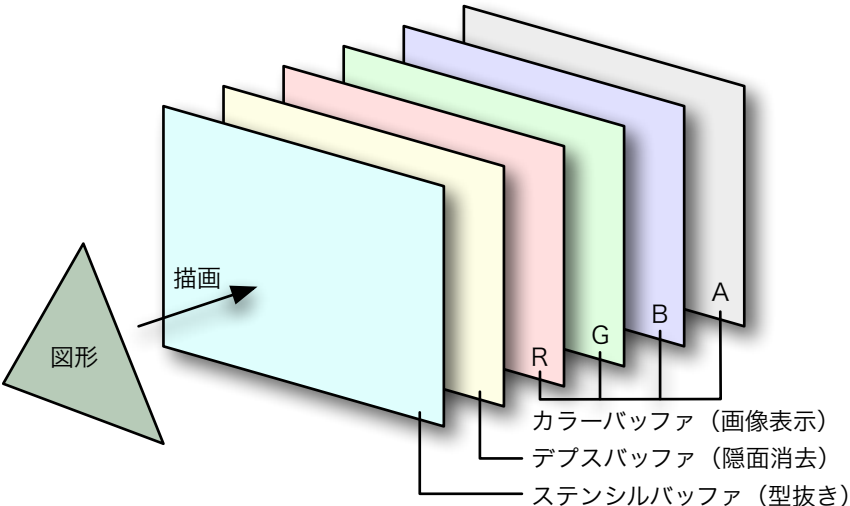 描画
図形
A
B
G
R
カラーバッファ（画像表示）
デプスバッファ（隠面消去）
ステンシルバッファ（型抜き）